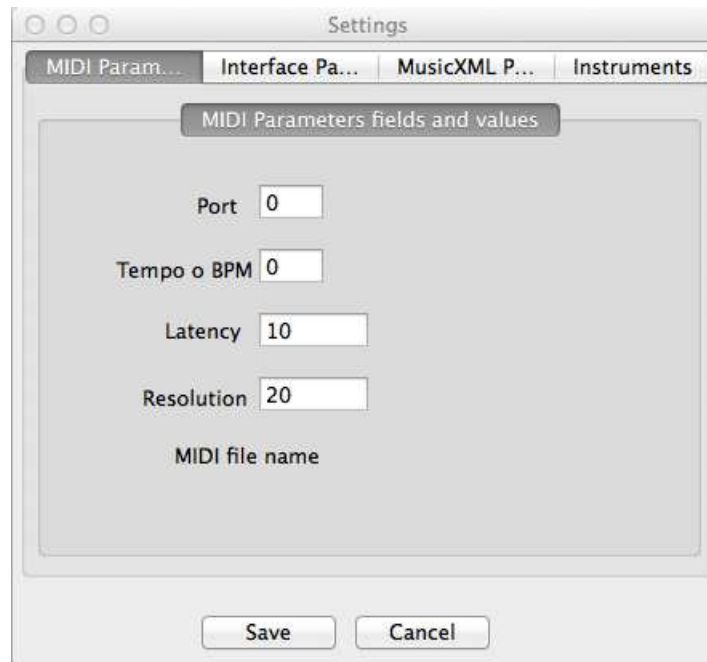 Settings
MIDI Param... Interface Pa... MusicXML P... Instruments
MIDI Parameters fields and values
Port 0
Tempo o BPM 0
Latency 10
Resolution 20
MIDI file name
Save Cancel